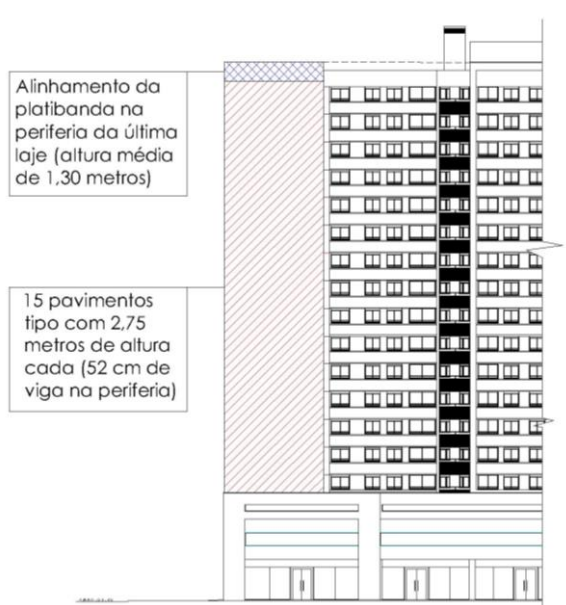 Alinhamento da
platibanda na
periferia da última
laje (altura média
de 1,30 metros)
15 pavimentos
tipo com 2,75
metros de altura
cada (52 cm de
viga na periferia)